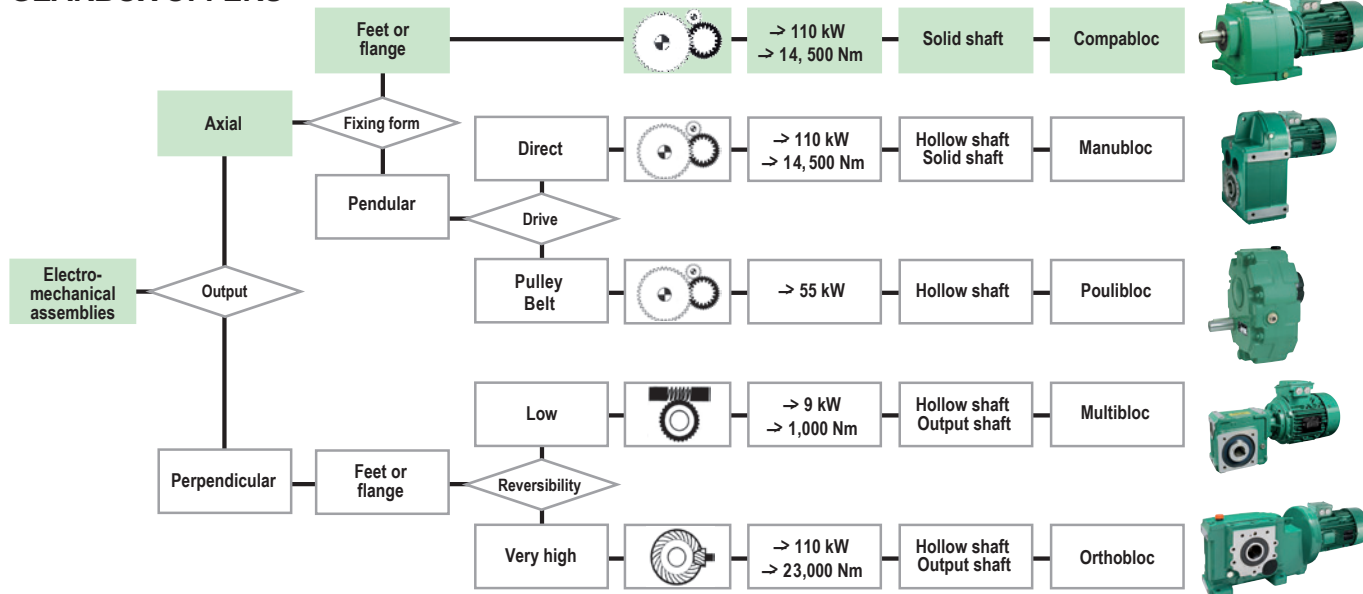 Feet or
flange
-> 110 kW
-> 14, 500 Nm
Solid shaft
Compabloc
Axial
Fixing form
Direct
-> 110 kW
-> 14, 500 Nm
Hollow shaft
Solid shaft
Manubloc
Pendular
Drive
Electro-
mechanical
assemblies
Output
Pulley
Belt
-> 55 kW
Hollow shaft
Poulibloc
Low
-> 9 kW
-> 1,000 Nm
Hollow shaft
Output shaft
Multibloc
Perpendicular
Feet or
flange
Reversibility
Very high
-> 110 kW
-> 23,000 Nm
Hollow shaft
Output shaft
Orthobloc